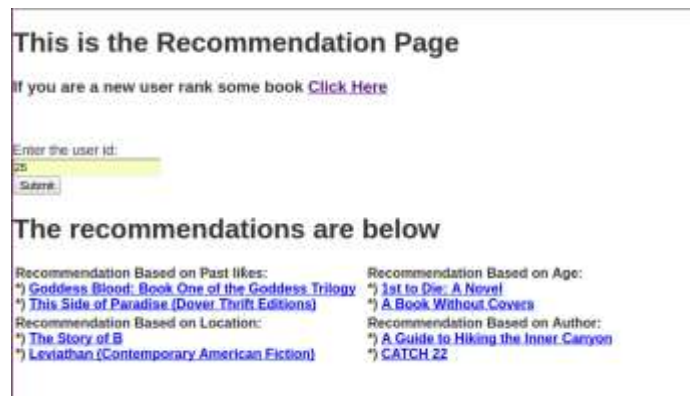 This is the Recommendation Page
If you are a new user rank some book Click Here
Enter the user id:
25
Submit
The recommendations are below
Recommendation Based on Past likes:
*) Goddess Blood: Book One of the Goddess Trilogy
*) This Side of Paradise (Dover Thrift Editions)
Recommendation Based on Age:
*) 1st to Die: A Novel
*) A Book Without Covers
Recommendation Based on Location:
*) The Story of B
*) Leviathan (Contemporary American Fiction)
Recommendation Based on Author:
*) A Guide to Hiking the Inner Canyon
*) CATCH 22